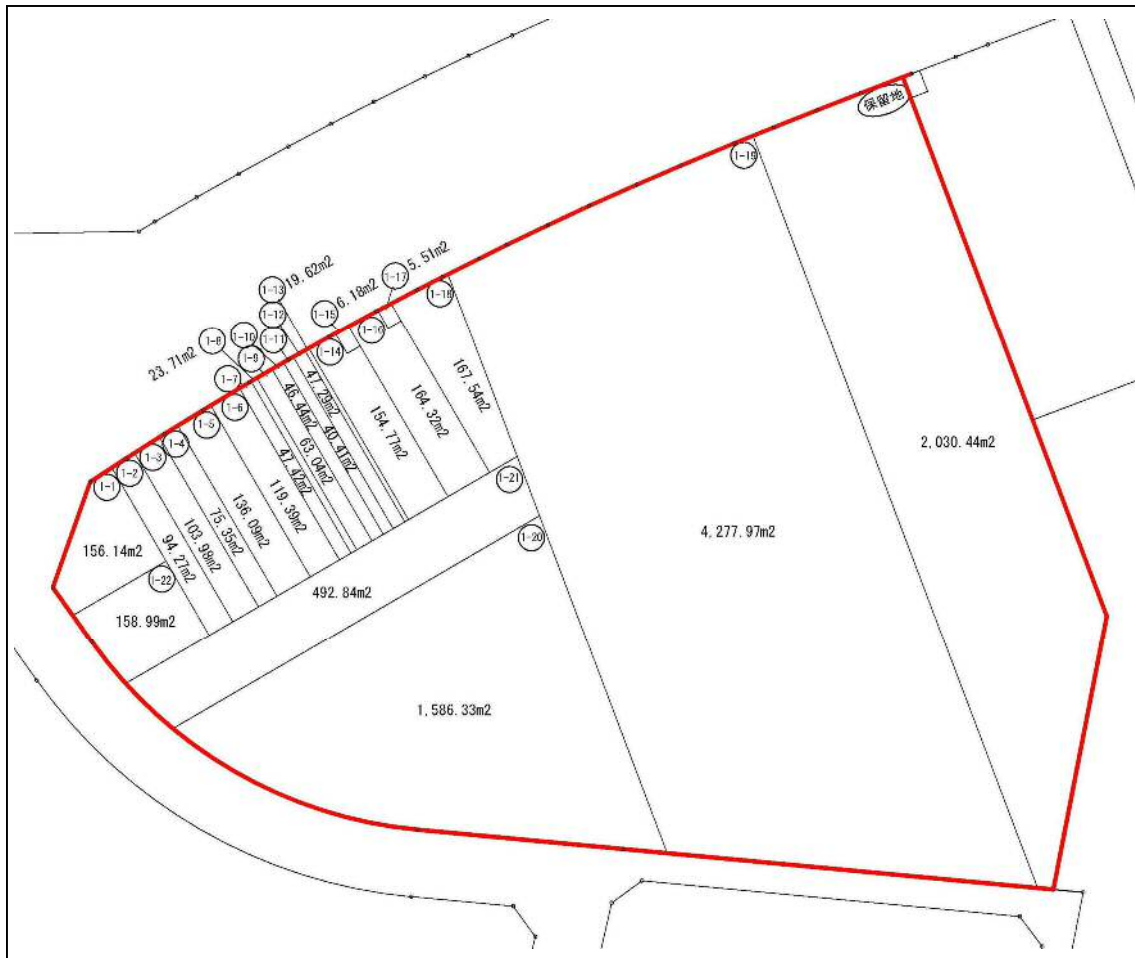 保留地
1-19
1-18
1-17
5.51m2
1-16
1-15
6.18m2
1-14
1-13
19.62m2
1-12
1-11
1-10
1-9
1-8
23.71m2
1-7
1-6
1-5
1-4
1-3
1-2
1-1
167.54m2
164.32m2
154.77m2
47.29m2
40.41m2
46.44m2
63.04m2
47.42m2
119.39m2
136.09m2
75.35m2
103.98m2
94.27m2
156.14m2
1-22
158.99m2
1-21
492.84m2
1-20
1,586.33m2
4,277.97m2
2,030.44m2